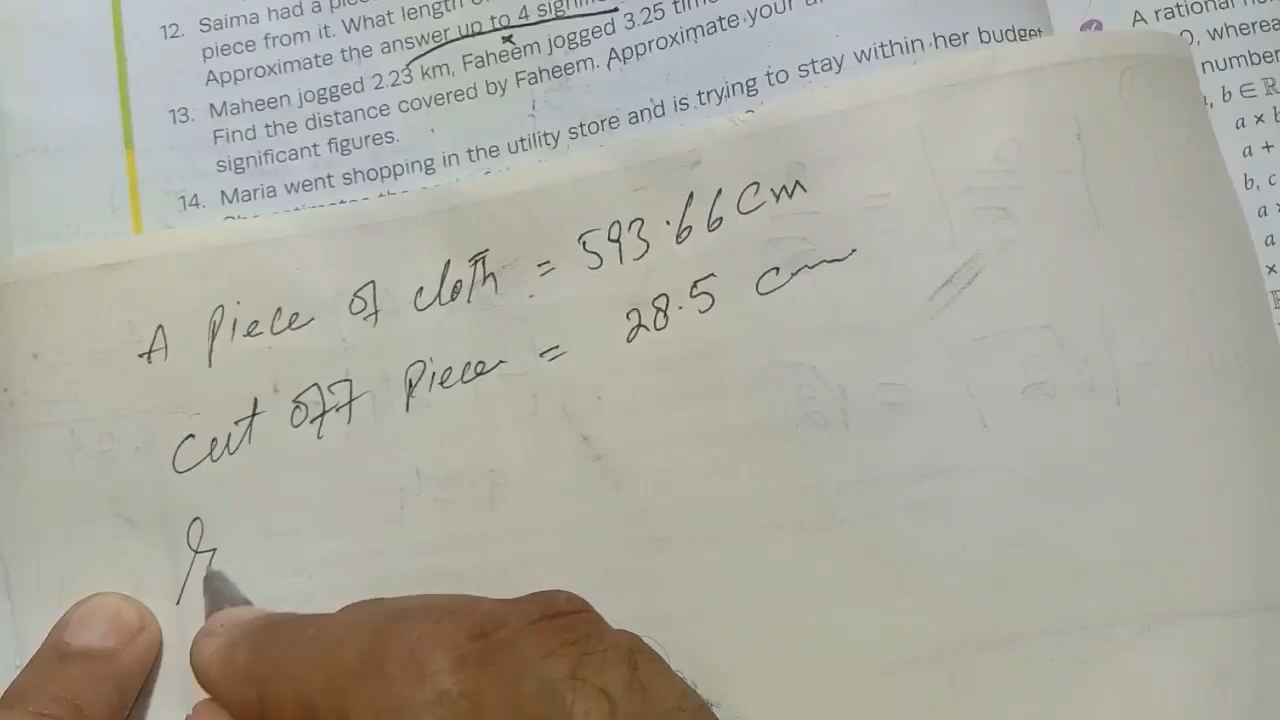 12. Saima had a
piece from it. What length
Approximate the answer up to 4
13. Maheen jogged 2.23 km, Faheem jogged 3.25
Find the distance covered by Faheem. Approximate your
significant figures.
14. Maria went shopping in the utility store and is trying to stay within her budget
A piece of cloth = 593.66 cm
cut off piece = 28.5 cm
A rational
whereas
number
b ∈ ℝ
a × b
a +
b, c
a
a
×